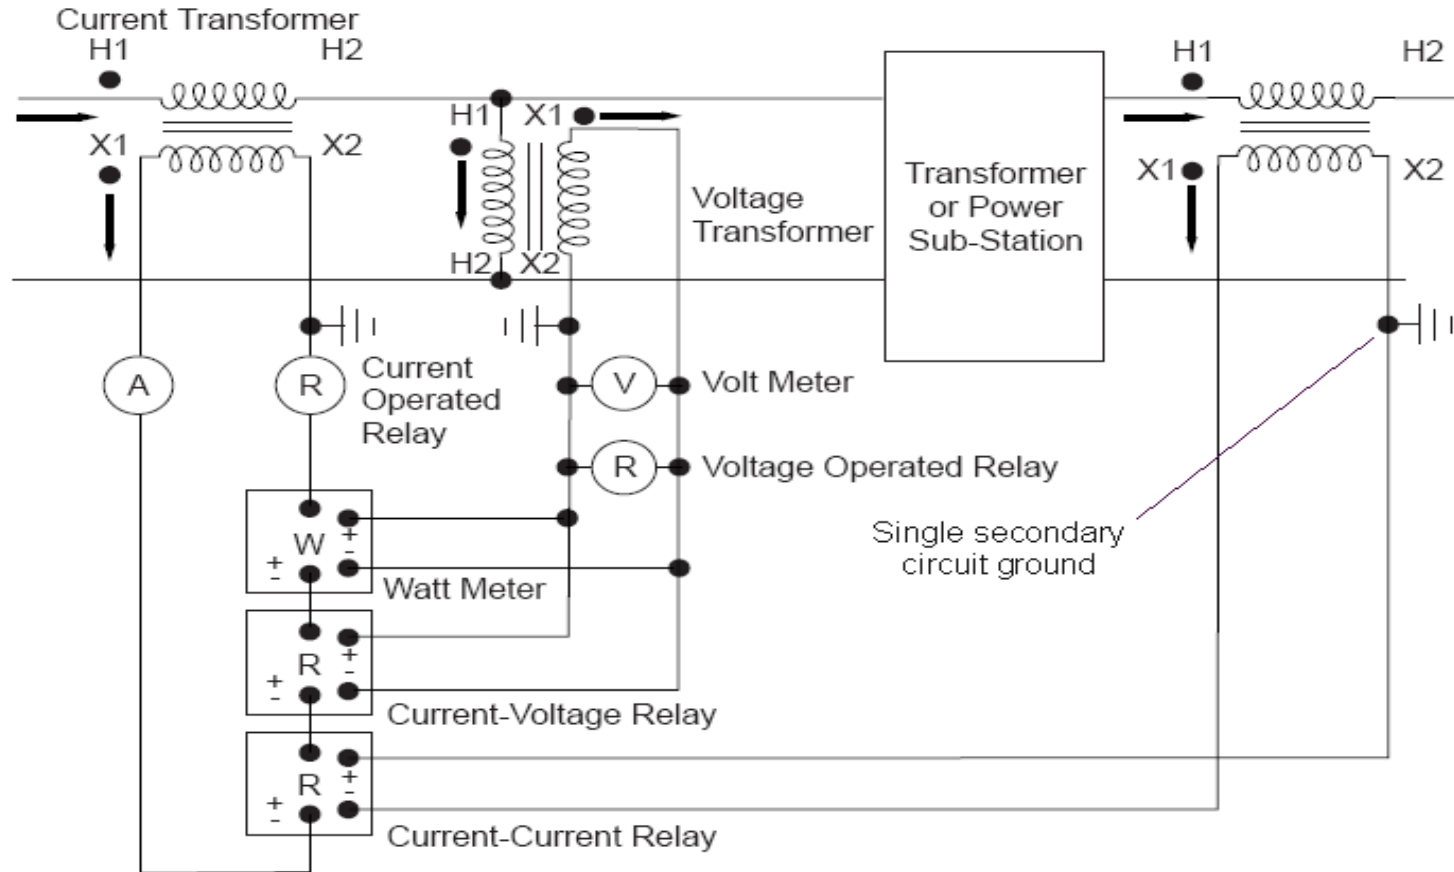 Current Transformer
H1
H2
H1
H2
X1
X2
H1
X1
X1
X2
H2
X2
Voltage
Transformer
Transformer
or Power
Sub-Station
A
R
Current
Operated
Relay
V
Volt Meter
R
Voltage Operated Relay
Single secondary
circuit ground
W
+
-
+
-
Watt Meter
R
+
-
+
-
Current-Voltage Relay
R
+
-
+
-
Current-Current Relay